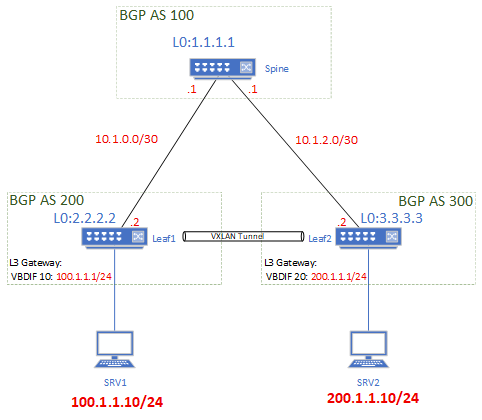 BGP AS 100
L0:1.1.1.1
Spine
.1
.1
10.1.0.0/30
10.1.2.0/30
BGP AS 200
BGP AS 300
L0:2.2.2.2
.2
.2
L0:3.3.3.3
Leaf1
VXLAN Tunnel
Leaf2
L3 Gateway:
VBDIF 10: 100.1.1.1/24
L3 Gateway:
VBDIF 20: 200.1.1.1/24
SRV1
SRV2
100.1.1.10/24
200.1.1.10/24